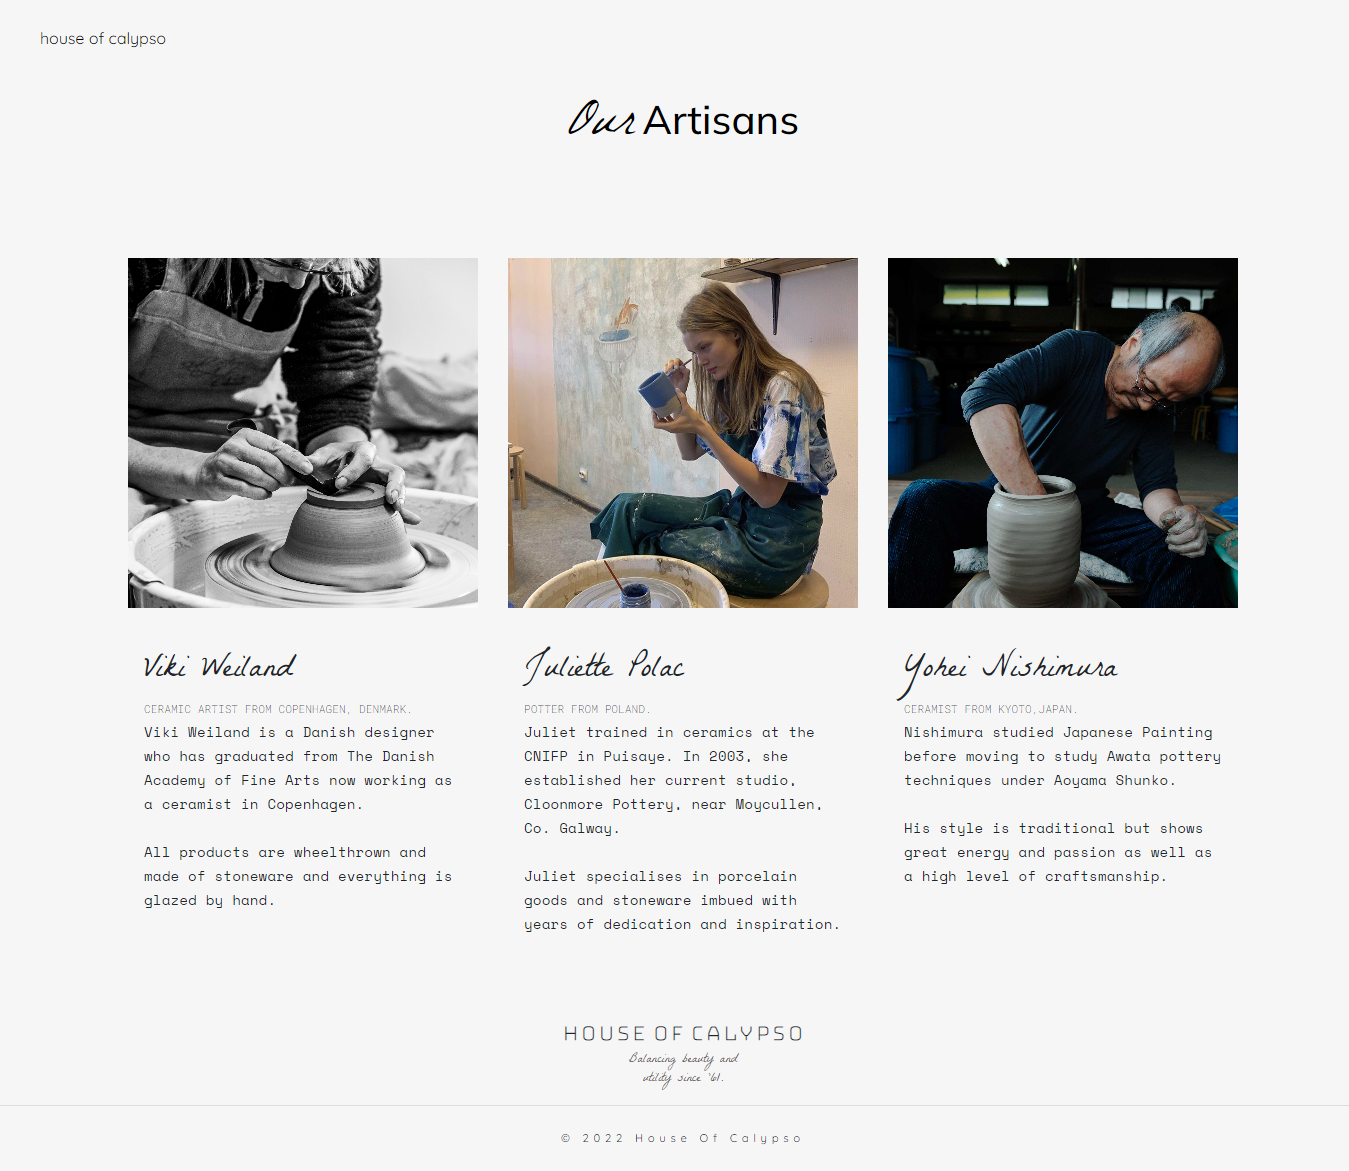 house of calypso
Our Artisans
Viki Weiland
CERAMIC ARTIST FROM COPENHAGEN, DENMARK.
Viki Weiland is a Danish designer
who has graduated from The Danish
Academy of Fine Arts now working as
a ceramist in Copenhagen.
All products are wheelthrown and
made of stoneware and everything is
glazed by hand.
Juliette Polac
POTTER FROM POLAND.
Juliet trained in ceramics at the
CNIFP in Puisaye. In 2003, she
established her current studio,
Cloonmore Pottery, near Moycullen,
Co. Galway.
Juliet specialises in porcelain
goods and stoneware imbued with
years of dedication and inspiration.
Yohei Nishimura
CERAMIST FROM KYOTO,JAPAN.
Nishimura studied Japanese Painting
before moving to study Awata pottery
techniques under Aoyama Shunko.
His style is traditional but shows
great energy and passion as well as
a high level of craftsmanship.
HOUSE OF CALYPSO
Balancing beauty and
utility since '61.
© 2022 House Of Calypso